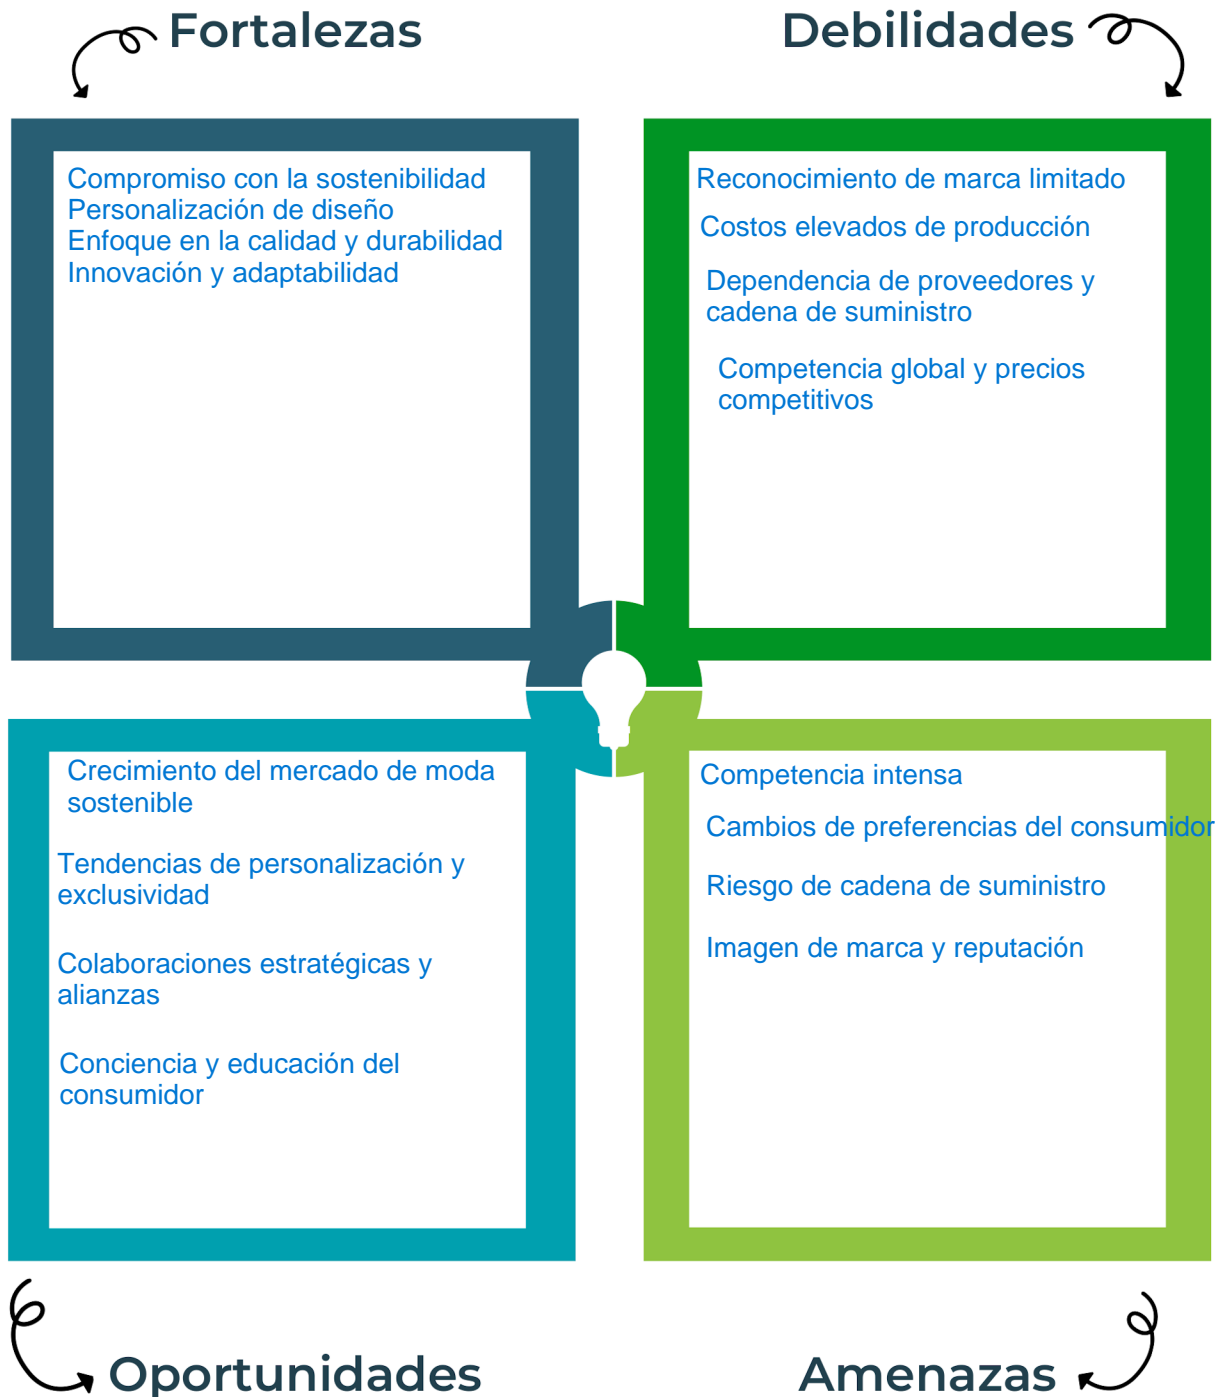 Fortalezas
Compromiso con la sostenibilidad
Personalización de diseño
Enfoque en la calidad y durabilidad
Innovación y adaptabilidad
Debilidades
Reconocimiento de marca limitado
Costos elevados de producción
Dependencia de proveedores y
cadena de suministro
Competencia global y precios
competitivos
Crecimiento del mercado de moda
sostenible
Tendencias de personalización y
exclusividad
Colaboraciones estratégicas y
alianzas
Conciencia y educación del
consumidor
Oportunidades
Competencia intensa
Cambios de preferencias del consumidor
Riesgo de cadena de suministro
Imagen de marca y reputación
Amenazas